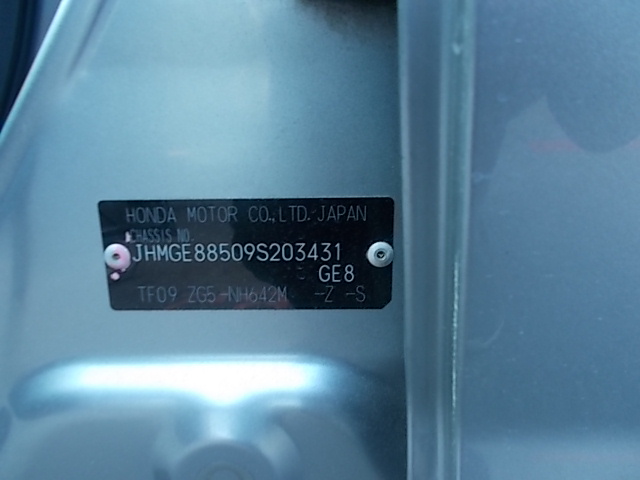 HONDA MOTOR CO.,LTD. JAPAN
CHASSIS NO.
JHMGE88509S203431
GE8
TF09 ZG5-NH642M -Z -S